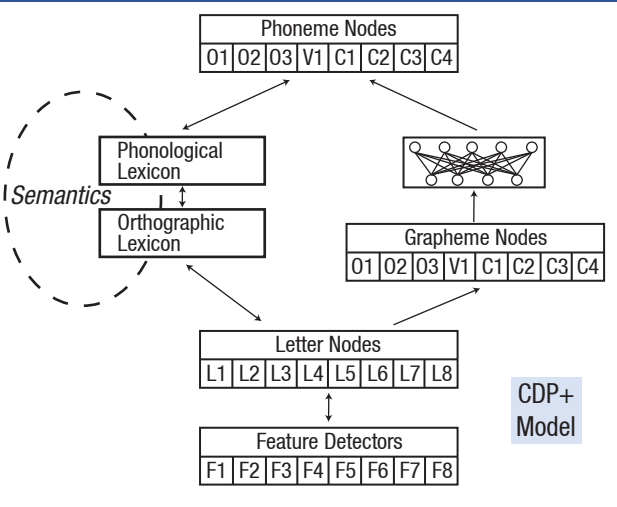 Phoneme Nodes
O1 O2 O3 V1 C1 C2 C3 C4
Phonological
Lexicon
Semantics
Orthographic
Lexicon
Grapheme Nodes
O1 O2 O3 V1 C1 C2 C3 C4
Letter Nodes
L1 L2 L3 L4 L5 L6 L7 L8
CDP+
Model
Feature Detectors
F1 F2 F3 F4 F5 F6 F7 F8